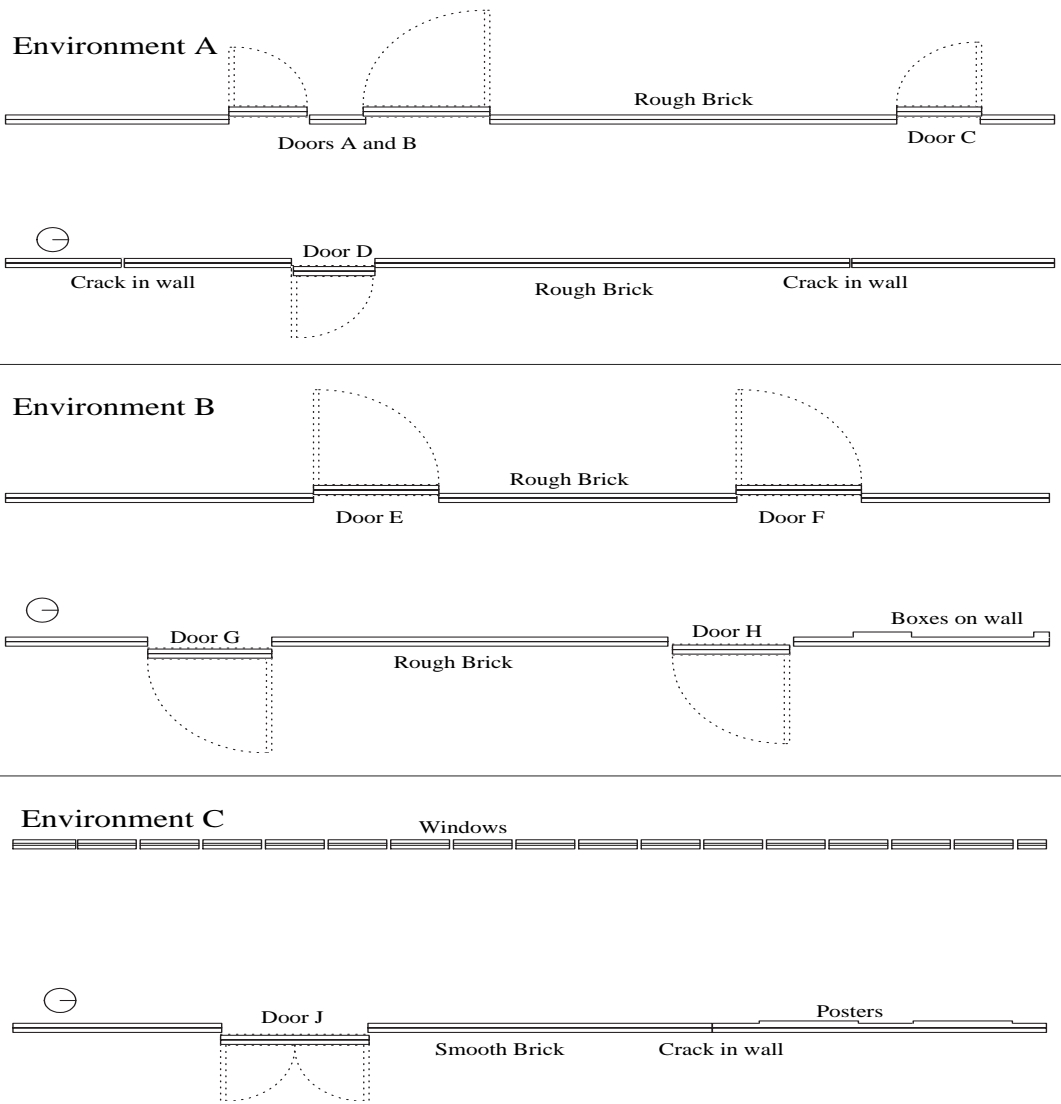 Environment A
Rough Brick
Doors A and B
Door C
Door D
Crack in wall
Rough Brick
Crack in wall
Environment B
Rough Brick
Door E
Door F
Door G
Rough Brick
Door H
Boxes on wall
Environment C
Windows
Door J
Smooth Brick
Crack in wall
Posters